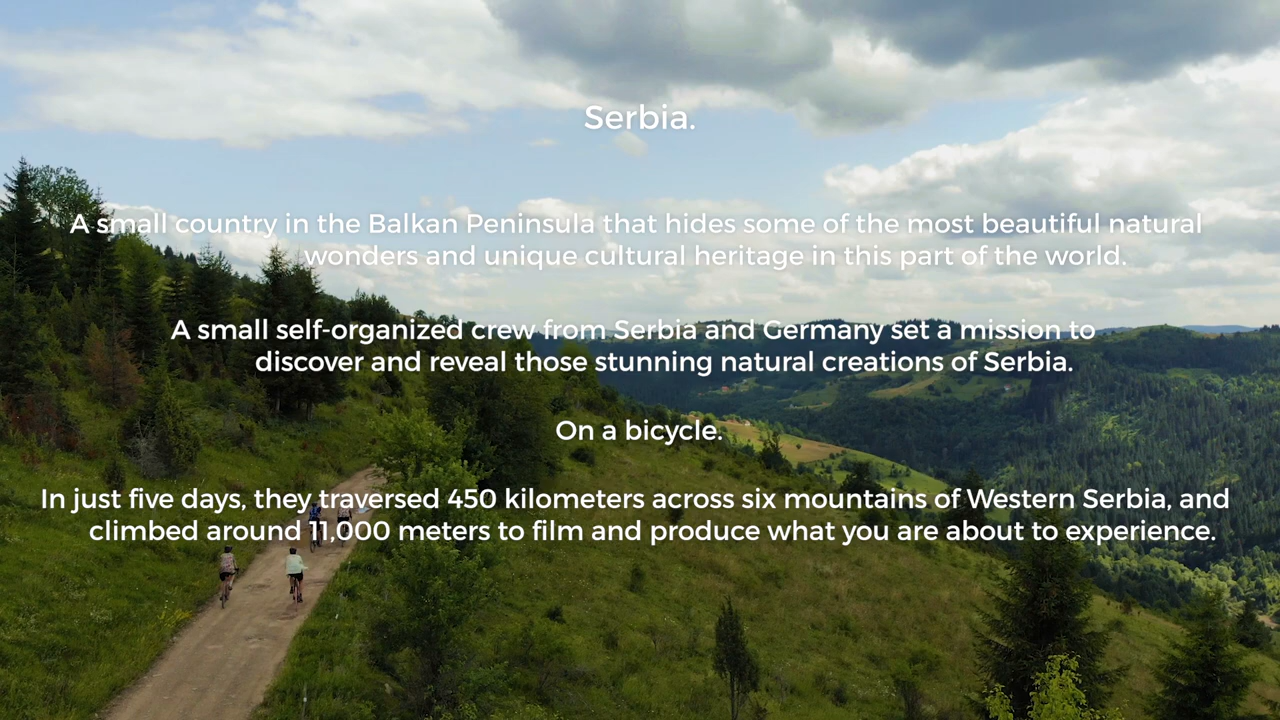 Serbia.
A small country in the Balkan Peninsula that hides some of the most beautiful natural
wonders and unique cultural heritage in this part of the world.
A small self-organized crew from Serbia and Germany set a mission to
discover and reveal those stunning natural creations of Serbia.
On a bicycle.
In just five days, they traversed 450 kilometers across six mountains of Western Serbia, and
climbed around 11,000 meters to film and produce what you are about to experience.